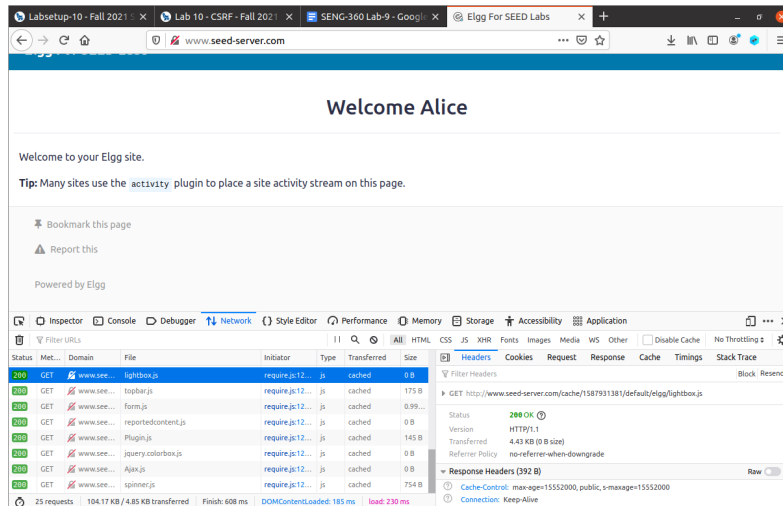 Labsetup-10 - Fall 2021 S
Lab 10 - CSRF - Fall 2021
SENG-360 Lab-9 - Google
Elgg For SEED Labs
www.seed-server.com
Welcome Alice
Welcome to your Elgg site.
Tip: Many sites use the activity plugin to place a site activity stream on this page.
Bookmark this page
Report this
Powered by Elgg
Inspector Console Debugger Network Style Editor Performance Memory Storage Accessibility Application
Filter URLs All HTML CSS JS XHR Fonts Images Media WS Other Disable Cache No Throttling
Status Met... Domain File Initiator Type Transferred Size
200 GET www.see... lightbox.js require.js:12... js cached 0 B
200 GET www.see... topbar.js require.js:12... js cached 175 B
200 GET www.see... form.js require.js:12... js cached 0.99...
200 GET www.see... reportedcontent.js require.js:12... js cached 0 B
200 GET www.see... Plugin.js require.js:12... js cached 145 B
200 GET www.see... jquery.colorbox.js require.js:12... js cached 0 B
200 GET www.see... Ajax.js require.js:12... js cached 0 B
200 GET www.see... spinner.js require.js:12... js cached 754 B
25 requests 104.17 KB / 4.85 KB transferred Finish: 608 ms DOMContentLoaded: 185 ms load: 230 ms
Headers Cookies Request Response Cache Timings Stack Trace
Filter Headers Block Resend
GET http://www.seed-server.com/cache/1587931381/default/elgg/lightbox.js
Status 200 OK
Version HTTP/1.1
Transferred 4.43 KB (0 B size)
Referrer Policy no-referrer-when-downgrade
Response Headers (392 B) Raw
Cache-Control: max-age=15552000, public, s-maxage=15552000
Connection: Keep-Alive